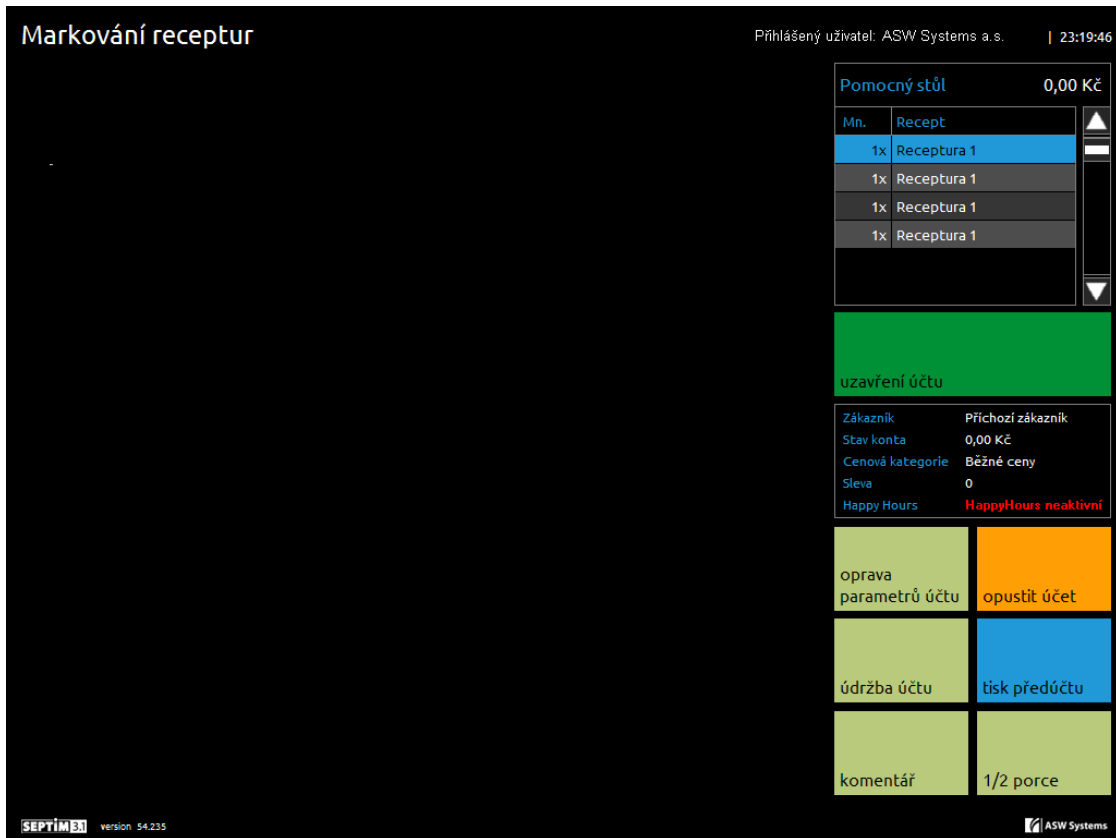 Markování receptur
Přihlášený uživatel: ASW Systems a.s. | 23:19:46
Pomocný stůl 0,00 Kč
Mn. Recept
1x Receptura 1
1x Receptura 1
1x Receptura 1
1x Receptura 1
uzavření účtu
Zákazník Příchozí zákazník
Stav konta 0,00 Kč
Cenová kategorie Běžné ceny
Sleva 0
Happy Hours HappyHours neaktivní
oprava
parametrů účtu
opustit účet
údržba účtu
tisk předúčtu
komentář
1/2 porce
SEPTIM 3.1 version 54.235
ASW Systems